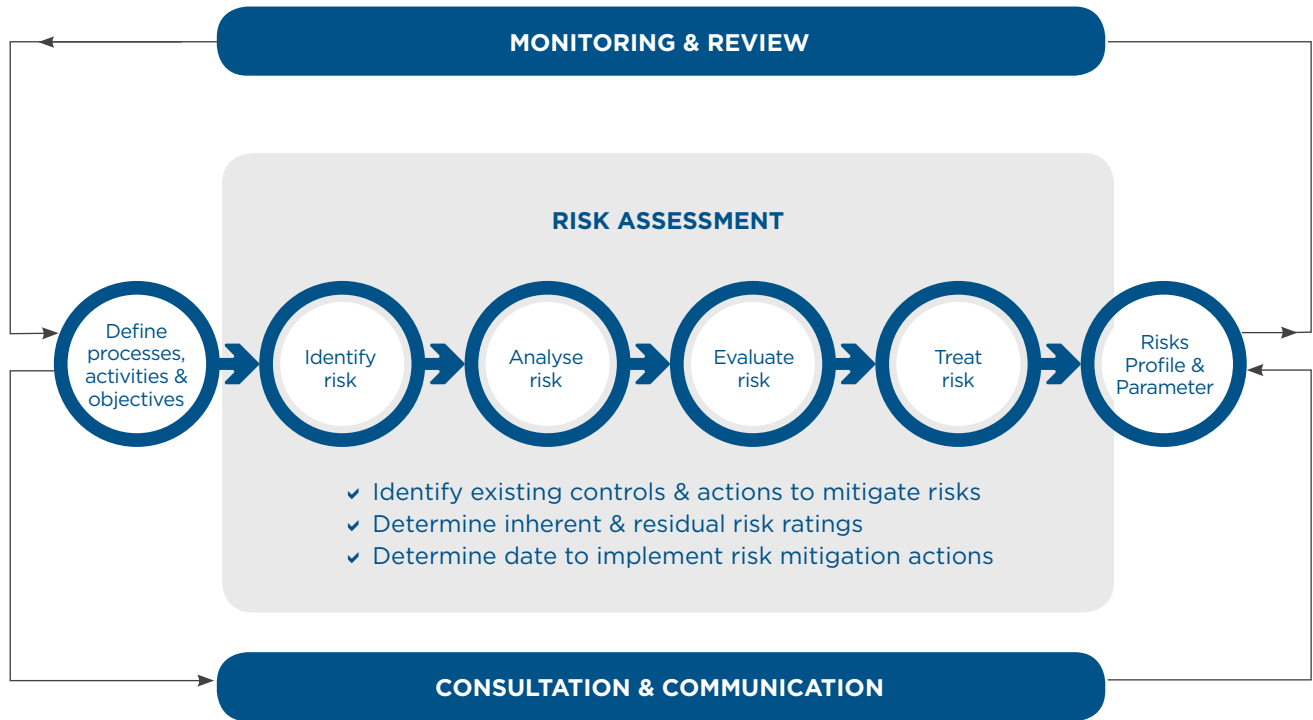 MONITORING & REVIEW
RISK ASSESSMENT
Define
processes,
activities &
objectives
Identify
risk
Analyse
risk
Evaluate
risk
Treat
risk
Risks
Profile &
Parameter
Identify existing controls & actions to mitigate risks
Determine inherent & residual risk ratings
Determine date to implement risk mitigation actions
CONSULTATION & COMMUNICATION